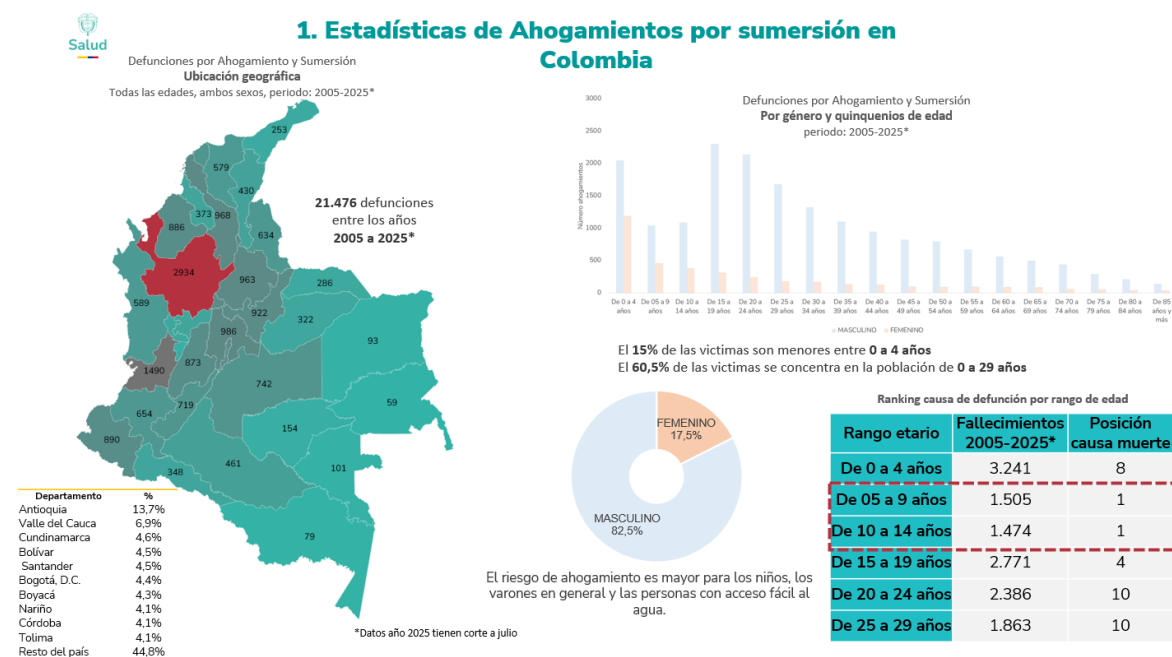 Salud
1. Estadísticas de Ahogamientos por sumersión en
Colombia
Defunciones por Ahogamiento y Sumersión
Ubicación geográfica
Todas las edades, ambos sexos, periodo: 2005-2025*
253
579
430
373
968
886
634
2934
963
286
589
922
322
986
93
1490
873
742
719
59
654
154
890
461
101
348
79
21.476 defunciones
entre los años
2005 a 2025*
Departamento %
Antioquia 13,7%
Valle del Cauca 6,9%
Cundinamarca 4,6%
Bolívar 4,5%
Santander 4,5%
Bogotá, D.C. 4,4%
Boyacá 4,3%
Nariño 4,1%
Córdoba 4,1%
Tolima 4,1%
Resto del país 44,8%
*Datos año 2025 tienen corte a julio
Defunciones por Ahogamiento y Sumersión
Por género y quinquenios de edad
periodo: 2005-2025*
Número ahogamientos
3000
2500
2000
1500
1000
500
0
De 0 a 4 años
De 05 a 9 años
De 10 a 14 años
De 15 a 19 años
De 20 a 24 años
De 25 a 29 años
De 30 a 34 años
De 35 a 39 años
De 40 a 44 años
De 45 a 49 años
De 50 a 54 años
De 55 a 59 años
De 60 a 64 años
De 65 a 69 años
De 70 a 74 años
De 75 a 79 años
De 80 a 84 años
De 85 años y más
MASCULINO FEMENINO
El 15% de las victimas son menores entre 0 a 4 años
El 60,5% de las victimas se concentra en la población de 0 a 29 años
FEMENINO
17,5%
MASCULINO
82,5%
El riesgo de ahogamiento es mayor para los niños, los
varones en general y las personas con acceso fácil al
agua.
Ranking causa de defunción por rango de edad
Rango etario Fallecimientos 2005-2025* Posición causa muerte
De 0 a 4 años 3.241 8
De 05 a 9 años 1.505 1
De 10 a 14 años 1.474 1
De 15 a 19 años 2.771 4
De 20 a 24 años 2.386 10
De 25 a 29 años 1.863 10